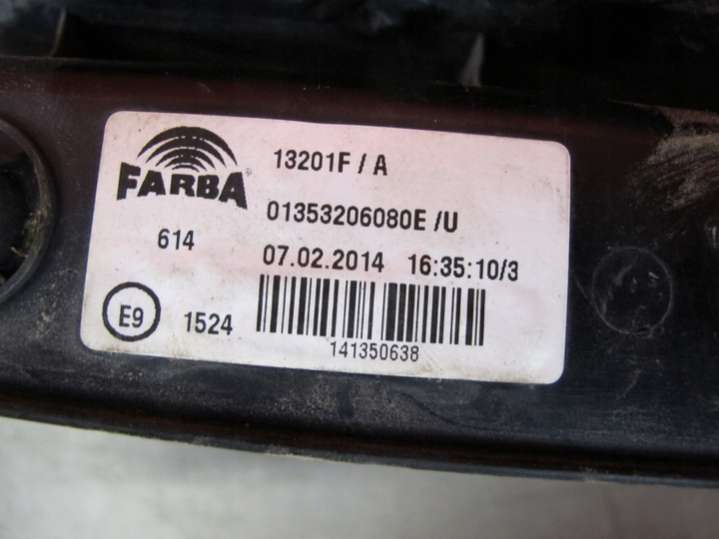 FARBA
13201F / A
01353206080E /U
614
07.02.2014 16:35:10/3
E9
1524
141350638